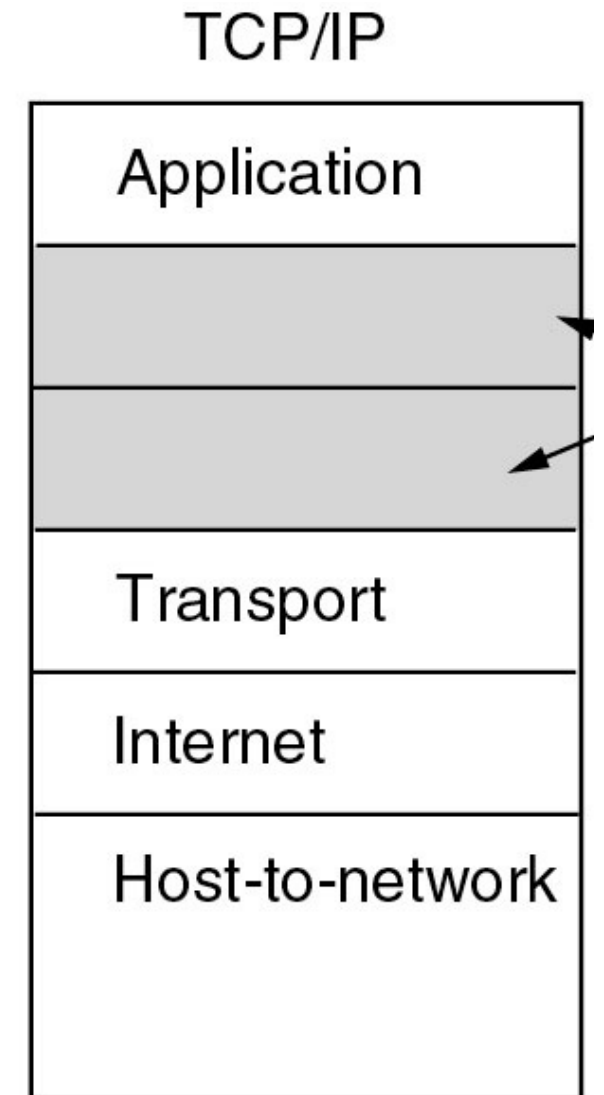 TCP/IP
Application
Transport
Internet
Host-to-network